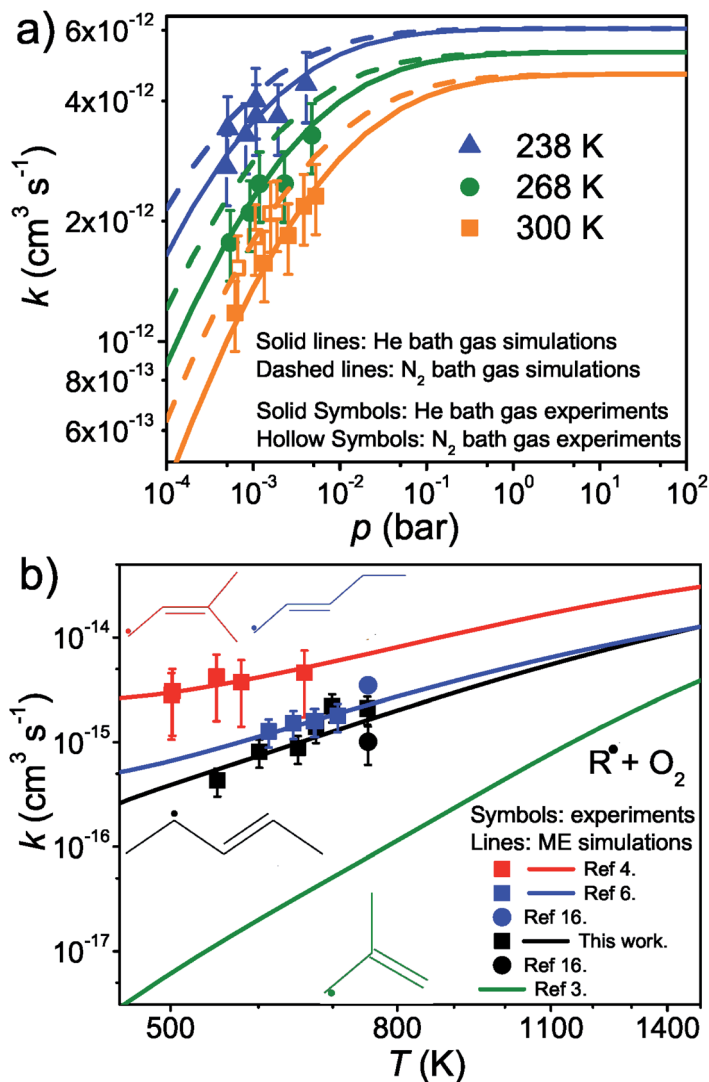 a)
6x10⁻¹²
4x10⁻¹²
2x10⁻¹²
10⁻¹²
8x10⁻¹³
6x10⁻¹³
k (cm³ s⁻¹)
238 K
268 K
300 K
Solid lines: He bath gas simulations
Dashed lines: N₂ bath gas simulations
Solid Symbols: He bath gas experiments
Hollow Symbols: N₂ bath gas experiments
10⁻⁴ 10⁻³ 10⁻² 10⁻¹ 10⁰ 10¹ 10²
p (bar)
b)
10⁻¹⁴
10⁻¹⁵
10⁻¹⁶
10⁻¹⁷
k (cm³ s⁻¹)
R• + O₂
Symbols: experiments
Lines: ME simulations
Ref 4.
Ref 6.
Ref 16.
This work.
Ref 16.
Ref 3.
500 800 1100 1400
T (K)